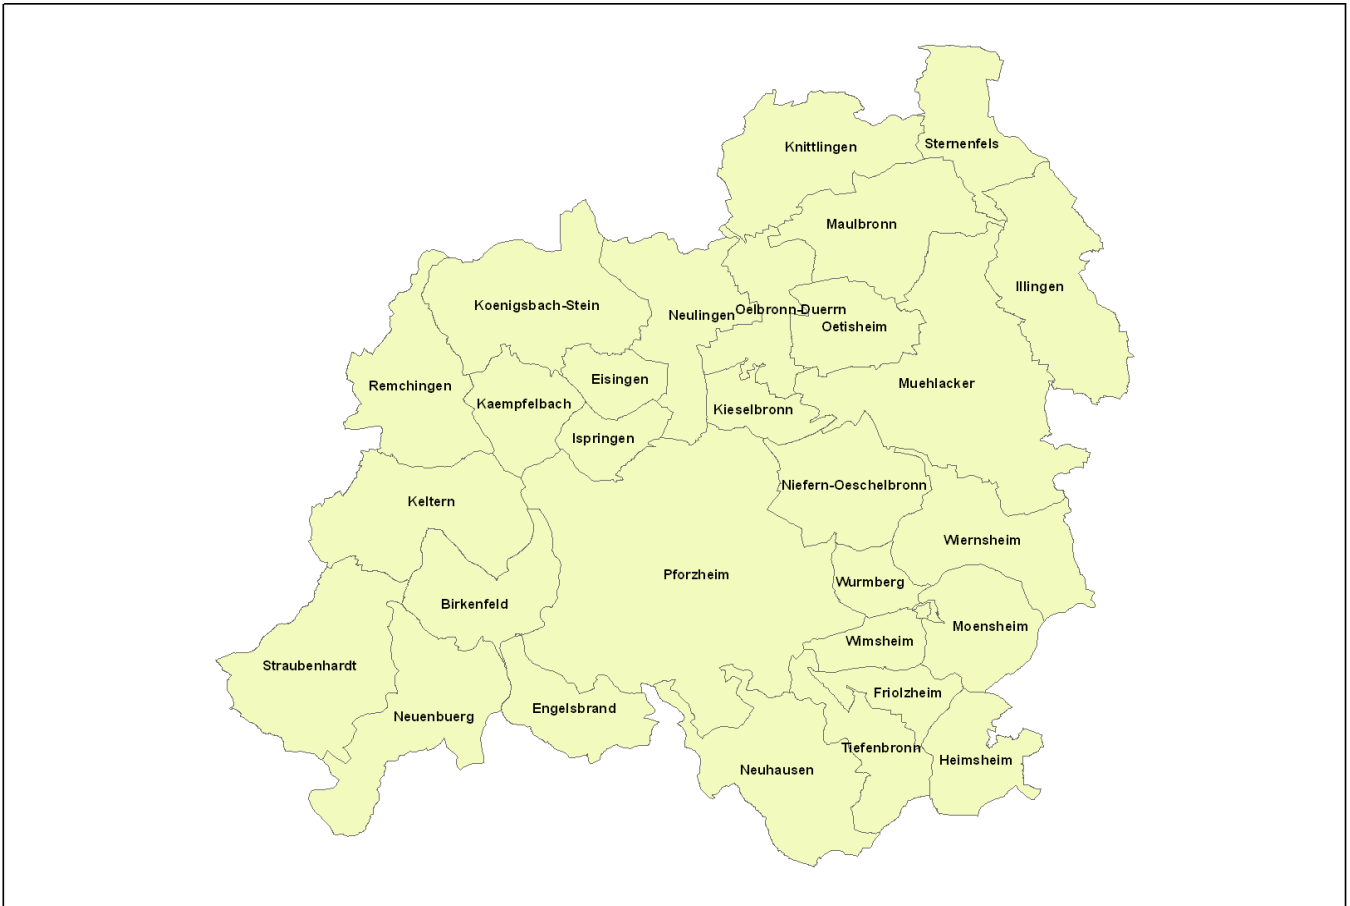 Sternenfels
Knittlingen
Maulbronn
Illingen
Koenigsbach-Stein
Neulingen
Oelbronn-Duerrn
Oetisheim
Remchingen
Eisingen
Muehlacker
Kaempfelbach
Kieselbronn
Ispringen
Niefern-Oeschelbronn
Keltern
Wiernsheim
Pforzheim
Wurmberg
Birkenfeld
Moensheim
Wimsheim
Straubenhardt
Friolzheim
Engelsbrand
Neuenbuerg
Tiefenbronn
Heimsheim
Neuhausen